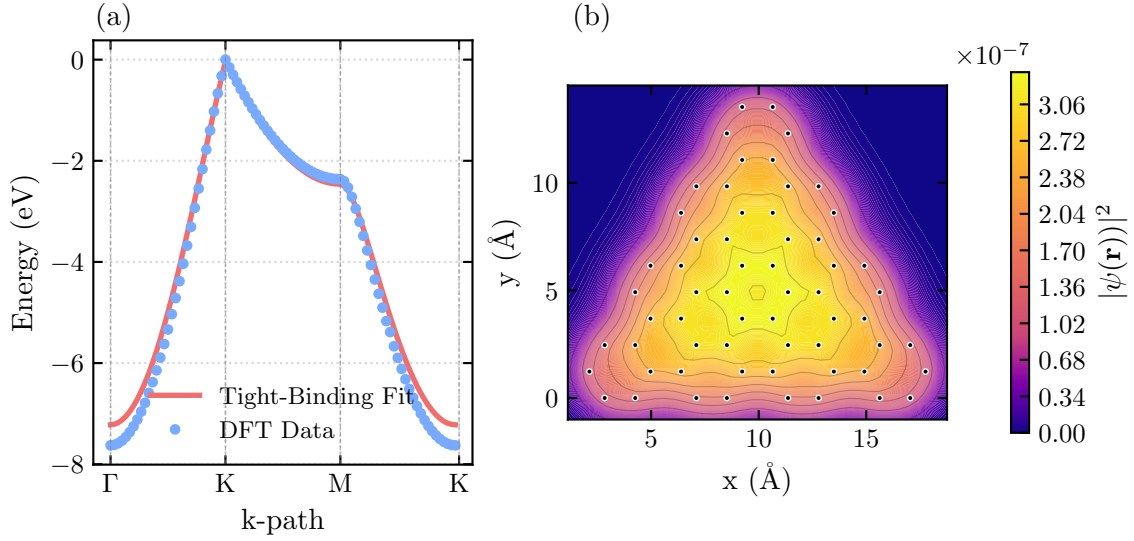 (a)
Energy (eV)
0
−2
−4
−6
−8
Γ
K
M
K
k-path
Tight-Binding Fit
DFT Data
(b)
y (Å)
10
5
0
5
10
15
x (Å)
×10⁻⁷
3.06
2.72
2.38
2.04
1.70
1.36
1.02
0.68
0.34
0.00
|ψ(r))|²